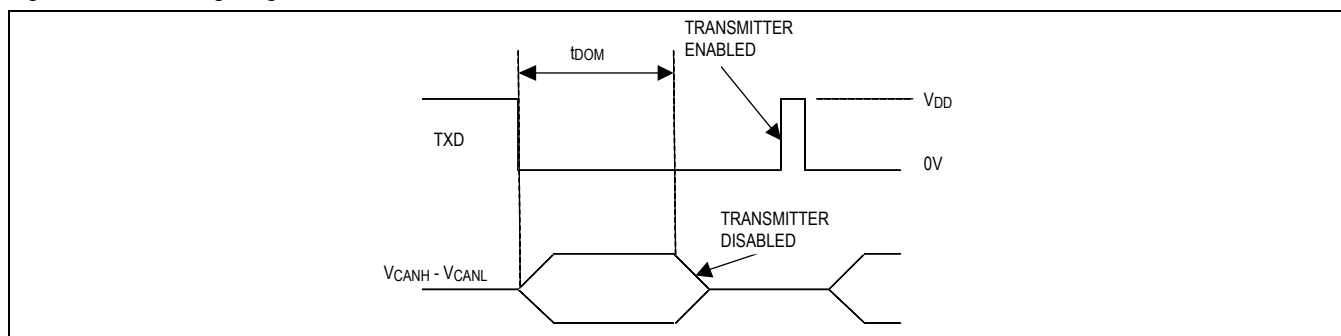 TRANSMITTER
ENABLED
tDOM
VDD
TXD
0V
TRANSMITTER
DISABLED
VCANH - VCANL